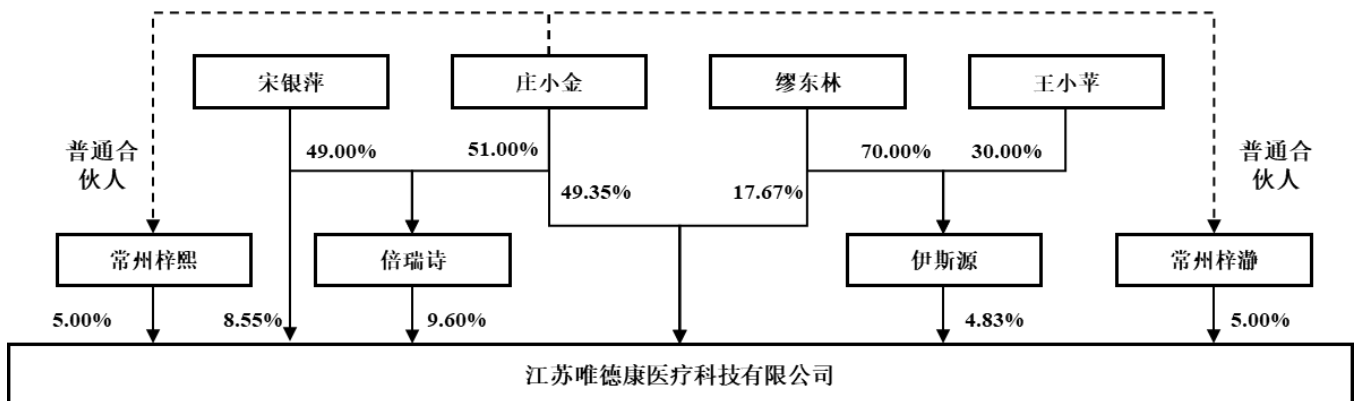 宋银萍
庄小金
缪东林
王小苹
普通合
伙人
49.00%
51.00%
70.00%
30.00%
普通合
伙人
49.35%
17.67%
常州梓熙
倍瑞诗
伊斯源
常州梓瀞
5.00%
8.55%
9.60%
4.83%
5.00%
江苏唯德康医疗科技有限公司